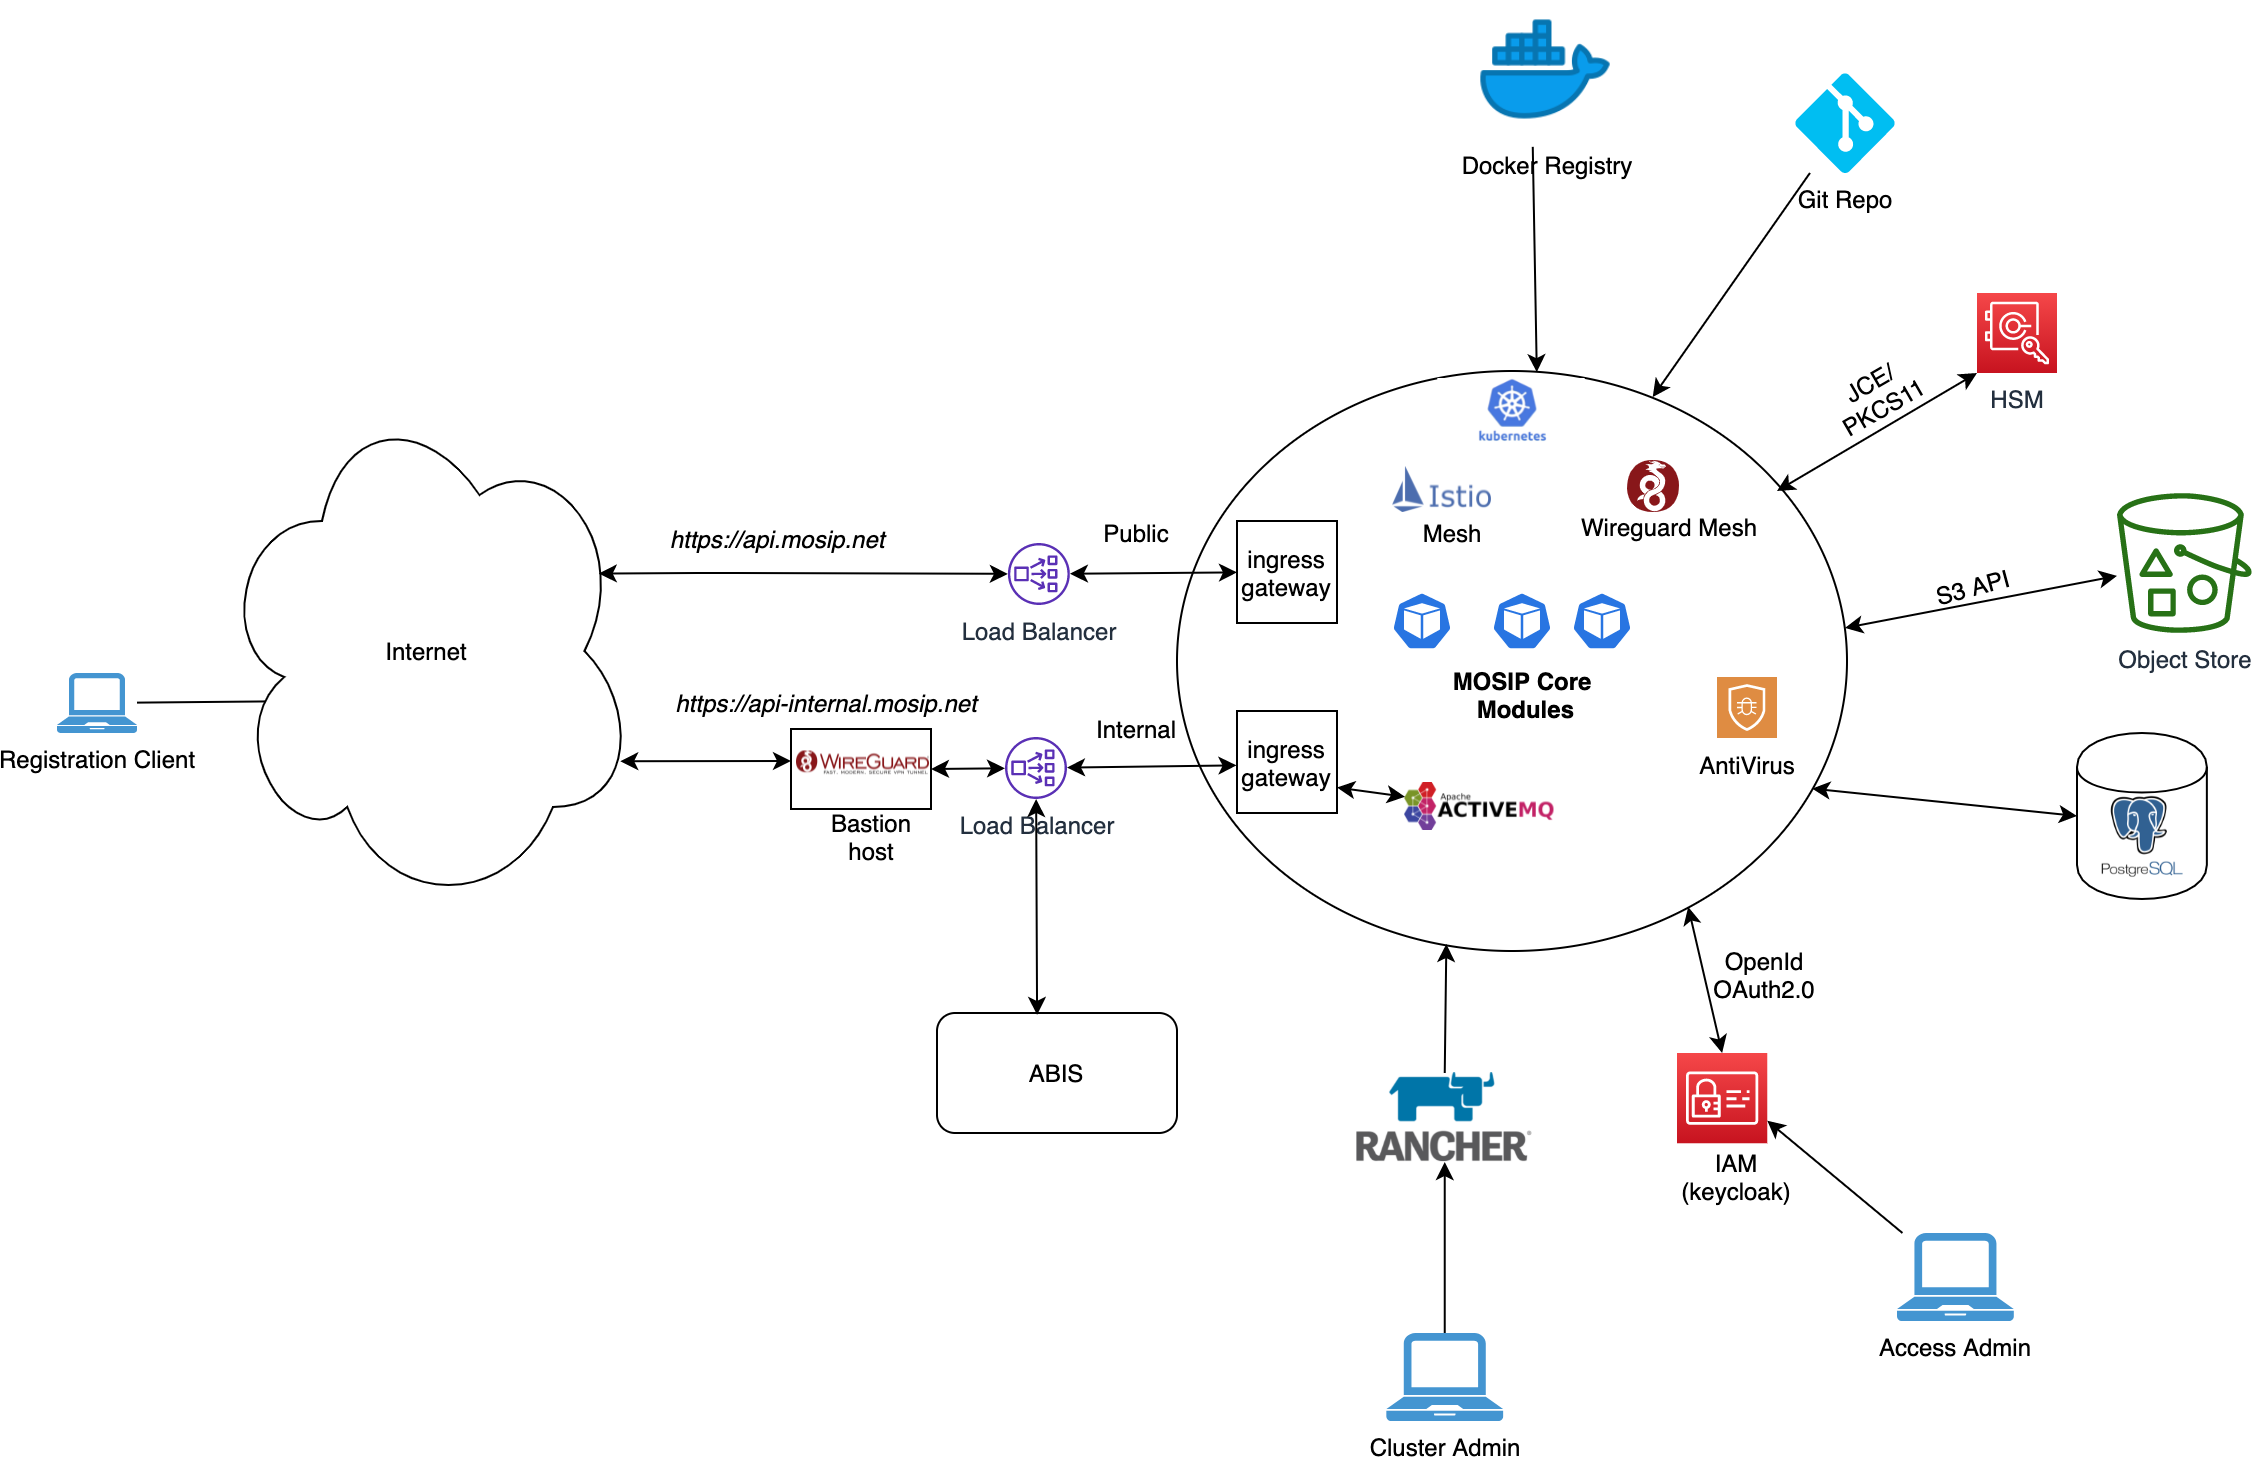 Docker Registry
Git Repo
JCE/
PKCS11
HSM
kubernetes
Istio
Mesh
Wireguard Mesh
https://api.mosip.net
Public
ingress
gateway
S3 API
Load Balancer
Internet
Object Store
MOSIP Core
Modules
https://api-internal.mosip.net
Internal
Registration Client
WIREGUARD
FAST, MODERN, SECURE VPN TUNNEL
ingress
gateway
AntiVirus
Apache
ACTIVEMQ
Bastion
host
Load Balancer
PostgreSQL
OpenId
OAuth2.0
ABIS
RANCHER®
IAM
(keycloak)
Access Admin
Cluster Admin